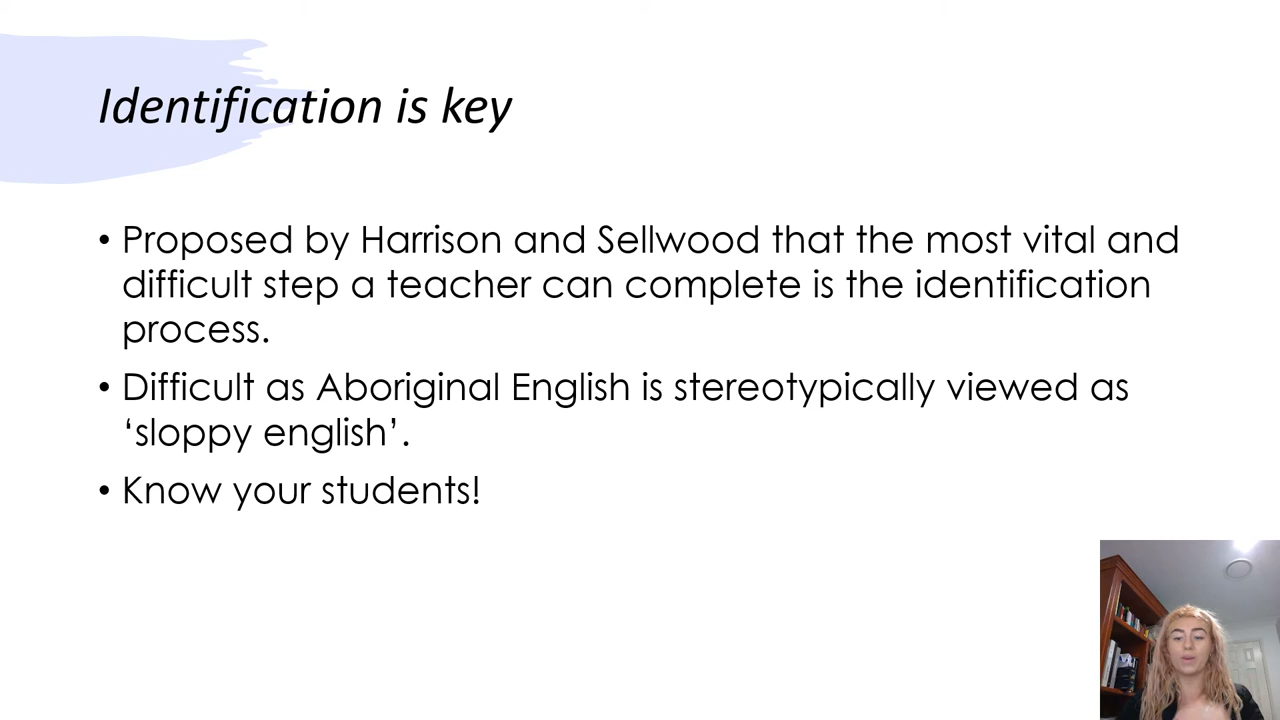 Identification is key
• Proposed by Harrison and Sellwood that the most vital and
difficult step a teacher can complete is the identification
process.
• Difficult as Aboriginal English is stereotypically viewed as
‘sloppy english’.
• Know your students!